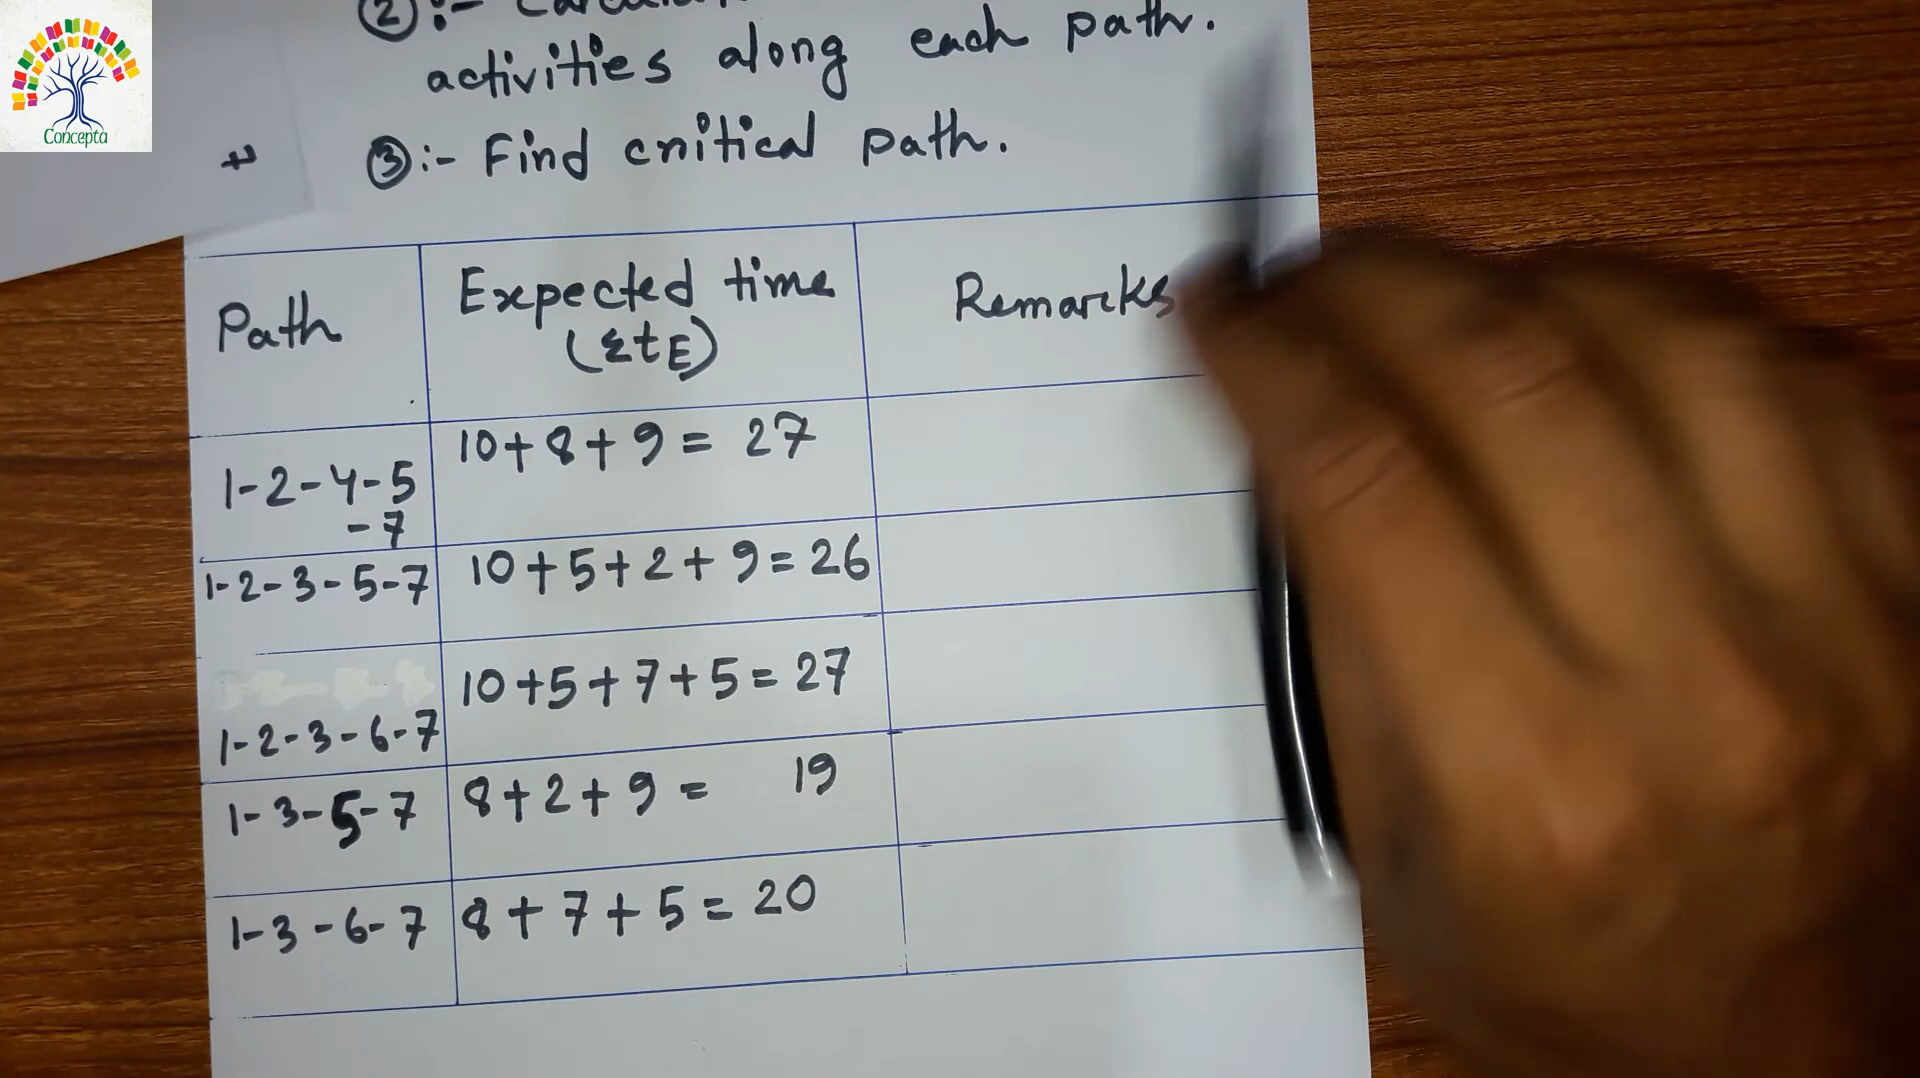 Concepta
②:-
activities along each path.
③:- Find critical path.
Path Expected time Remarks
(ΣtE)
1-2-4-5 10+8+9= 27
-7
1-2-3-5-7 10+5+2+9=26
1-2-3-6-7 10+5+7+5=27
1-3-5-7 8+2+9= 19
1-3-6-7 8+7+5=20